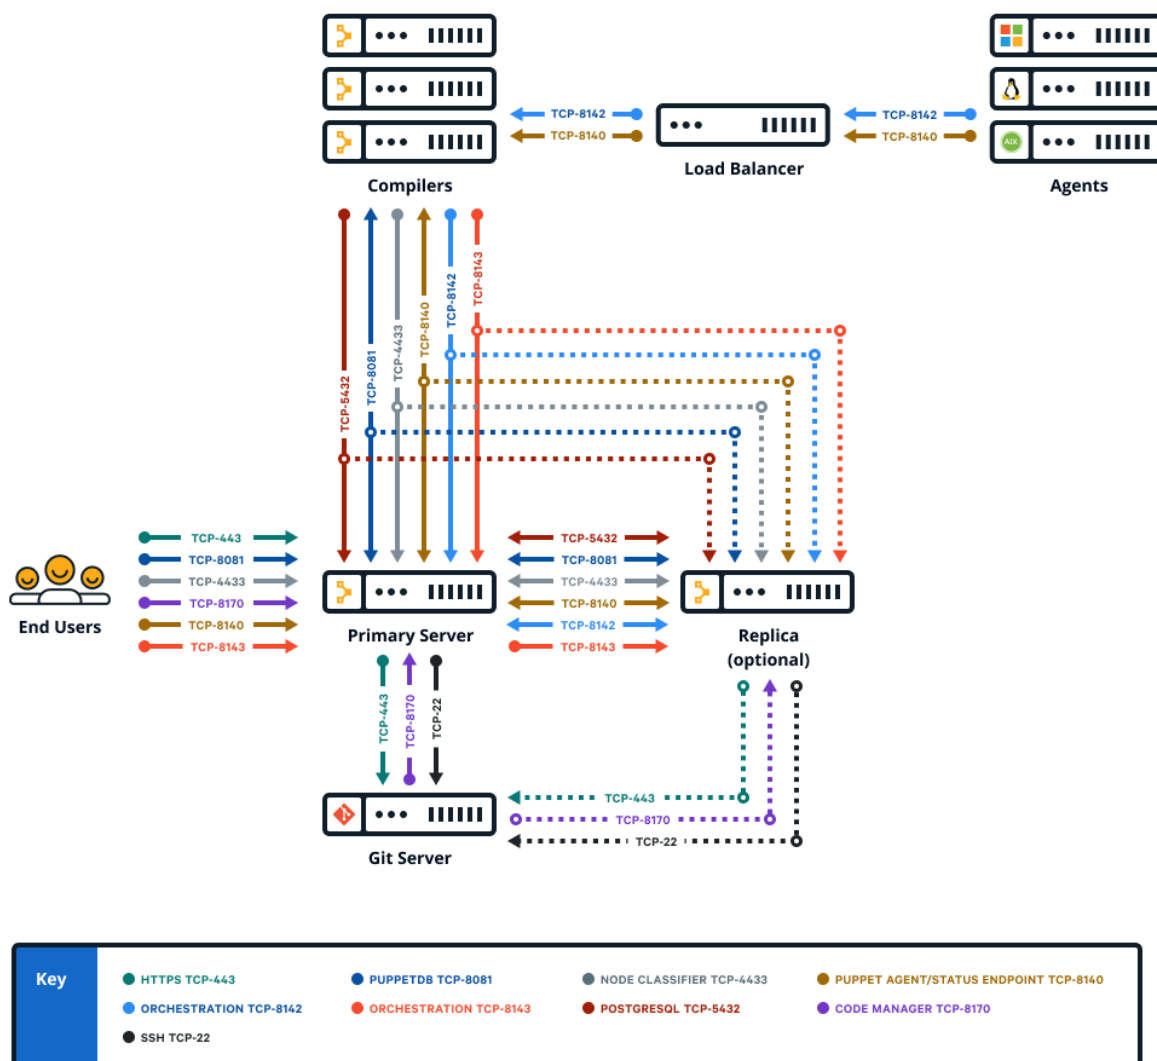 TCP-8142
TCP-8142
TCP-8140
TCP-8140
AIX
Load Balancer
Compilers
Agents
TCP-5432
TCP-8081
TCP-4433
TCP-8140
TCP-8142
TCP-8143
TCP-443
TCP-8081
TCP-4433
TCP-8170
TCP-8140
TCP-8143
End Users
TCP-5432
TCP-8081
TCP-4433
TCP-8140
TCP-8142
TCP-8143
Primary Server
Replica
(optional)
TCP-443
TCP-8170
TCP-22
TCP-443
TCP-8170
TCP-22
Git Server
Key
HTTPS TCP-443
PUPPETDB TCP-8081
NODE CLASSIFIER TCP-4433
PUPPET AGENT/STATUS ENDPOINT TCP-8140
ORCHESTRATION TCP-8142
ORCHESTRATION TCP-8143
POSTGRESQL TCP-5432
CODE MANAGER TCP-8170
SSH TCP-22